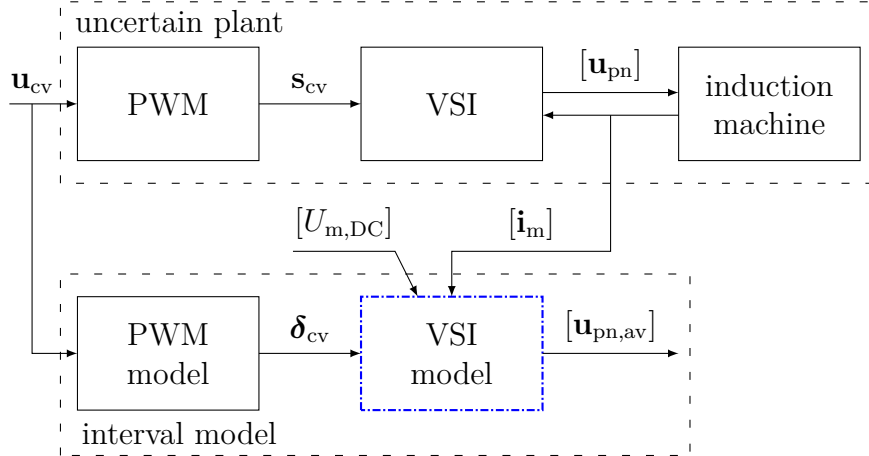 uncertain plant
u_cv
PWM
s_cv
VSI
[u_pn]
induction
machine
[U_m,DC]
[i_m]
PWM
model
δ_cv
VSI
model
[u_pn,av]
interval model